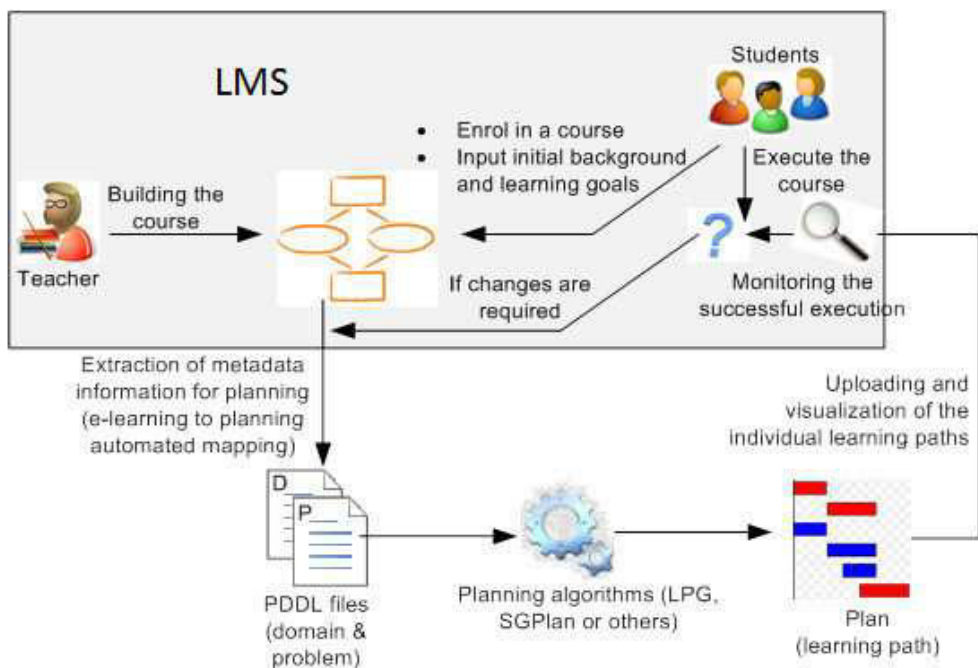 LMS
Students
Enrol in a course
Input initial background
and learning goals
Execute the
course
Building the
course
Teacher
?
If changes are
required
Monitoring the
successful execution
Extraction of metadata
information for planning
(e-learning to planning
automated mapping)
Uploading and
visualization of the
individual learning paths
D
P
PDDL files
(domain &
problem)
Planning algorithms (LPG,
SGPlan or others)
Plan
(learning path)